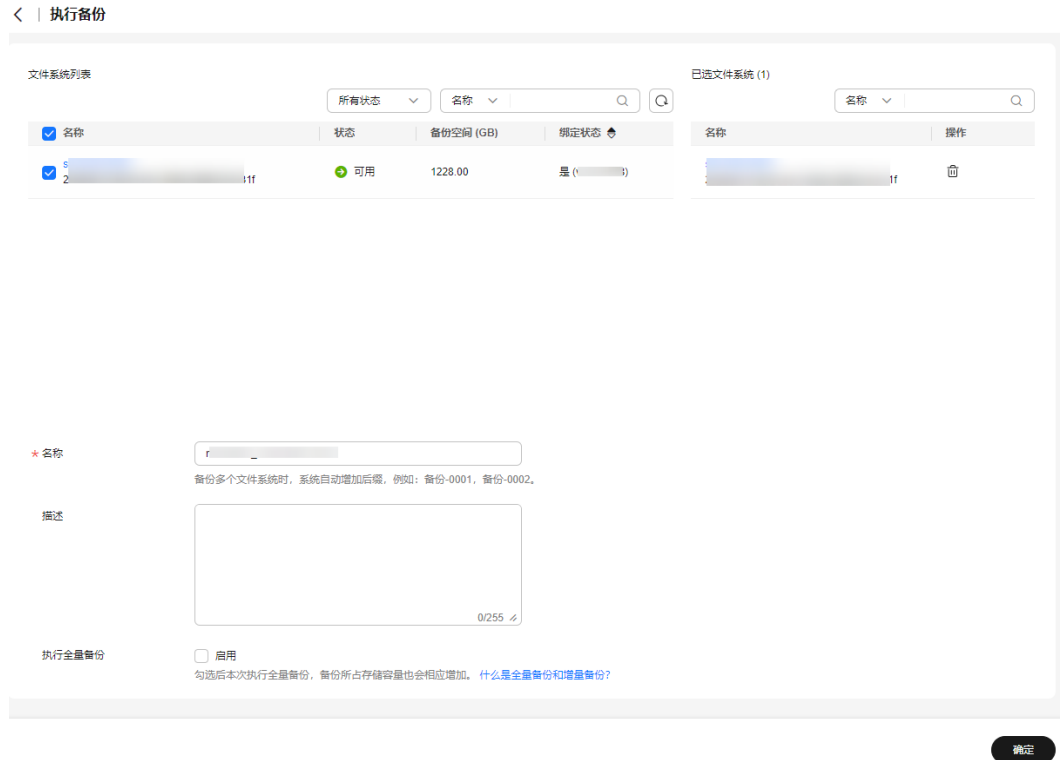 执行备份
文件系统列表
已选文件系统 (1)
所有状态 名称
名称
名称 状态 备份空间 (GB) 绑定状态
名称 操作
可用 1228.00 是
名称
备份多个文件系统时，系统自动增加后缀，例如：备份-0001，备份-0002。
描述
0/255
执行全量备份 启用
勾选后本次执行全量备份，备份所占存储容量也会相应增加。 什么是全量备份和增量备份？
确定